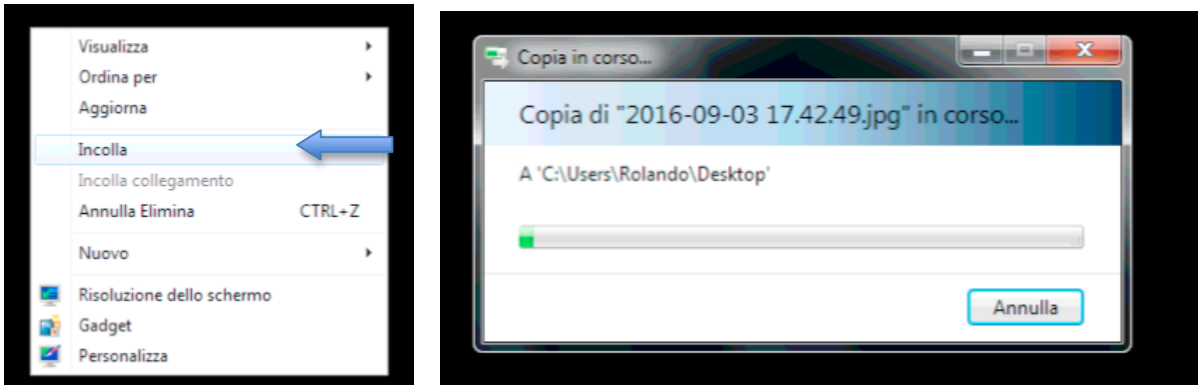 Visualizza
Ordina per
Aggiorna
Incolla
Incolla collegamento
Annulla Elimina CTRL+Z
Nuovo
Risoluzione dello schermo
Gadget
Personalizza
Copia in corso...
Copia di "2016-09-03 17.42.49.jpg" in corso...
A 'C:\Users\Rolando\Desktop'
Annulla